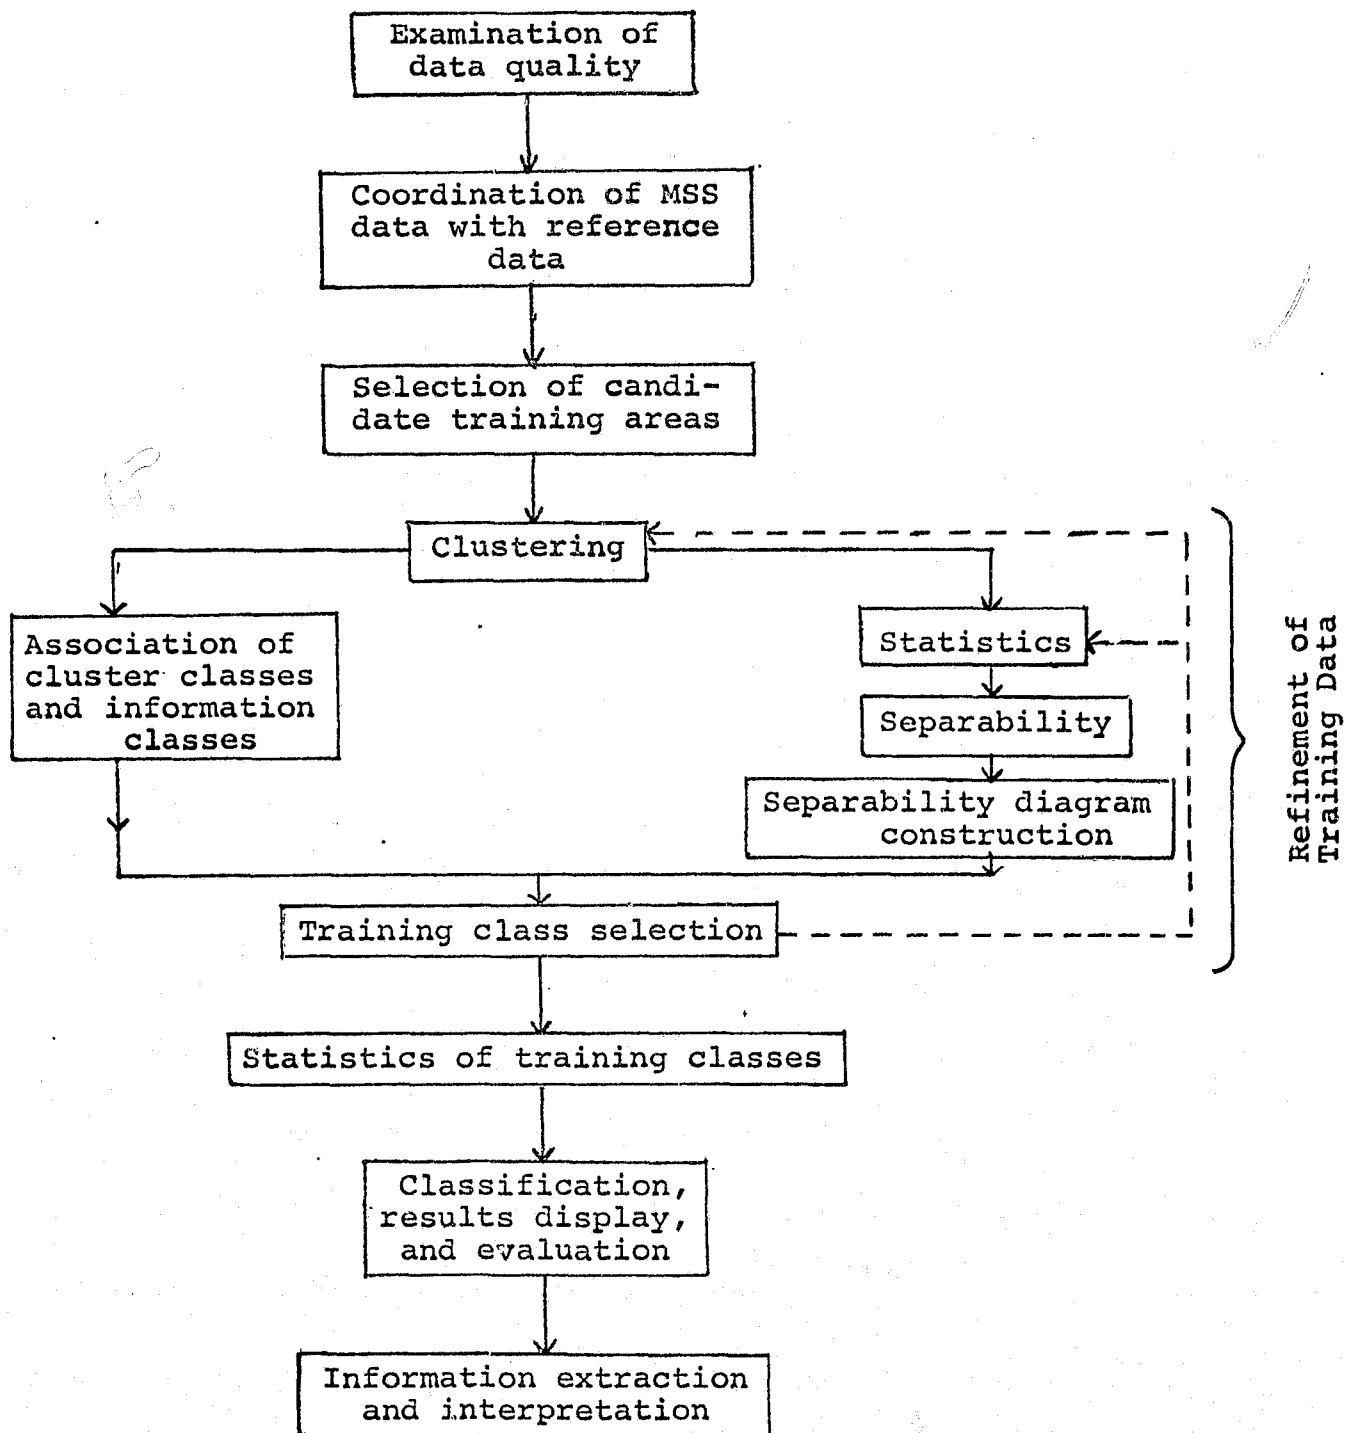 Examination of
data quality
Coordination of MSS
data with reference
data
Selection of candi-
date training areas
Clustering
Association of
cluster classes
and information
classes
Statistics
Separability
Separability diagram
construction
Refinement of
Training Data
Training class selection
Statistics of training classes
Classification,
results display,
and evaluation
Information extraction
and interpretation